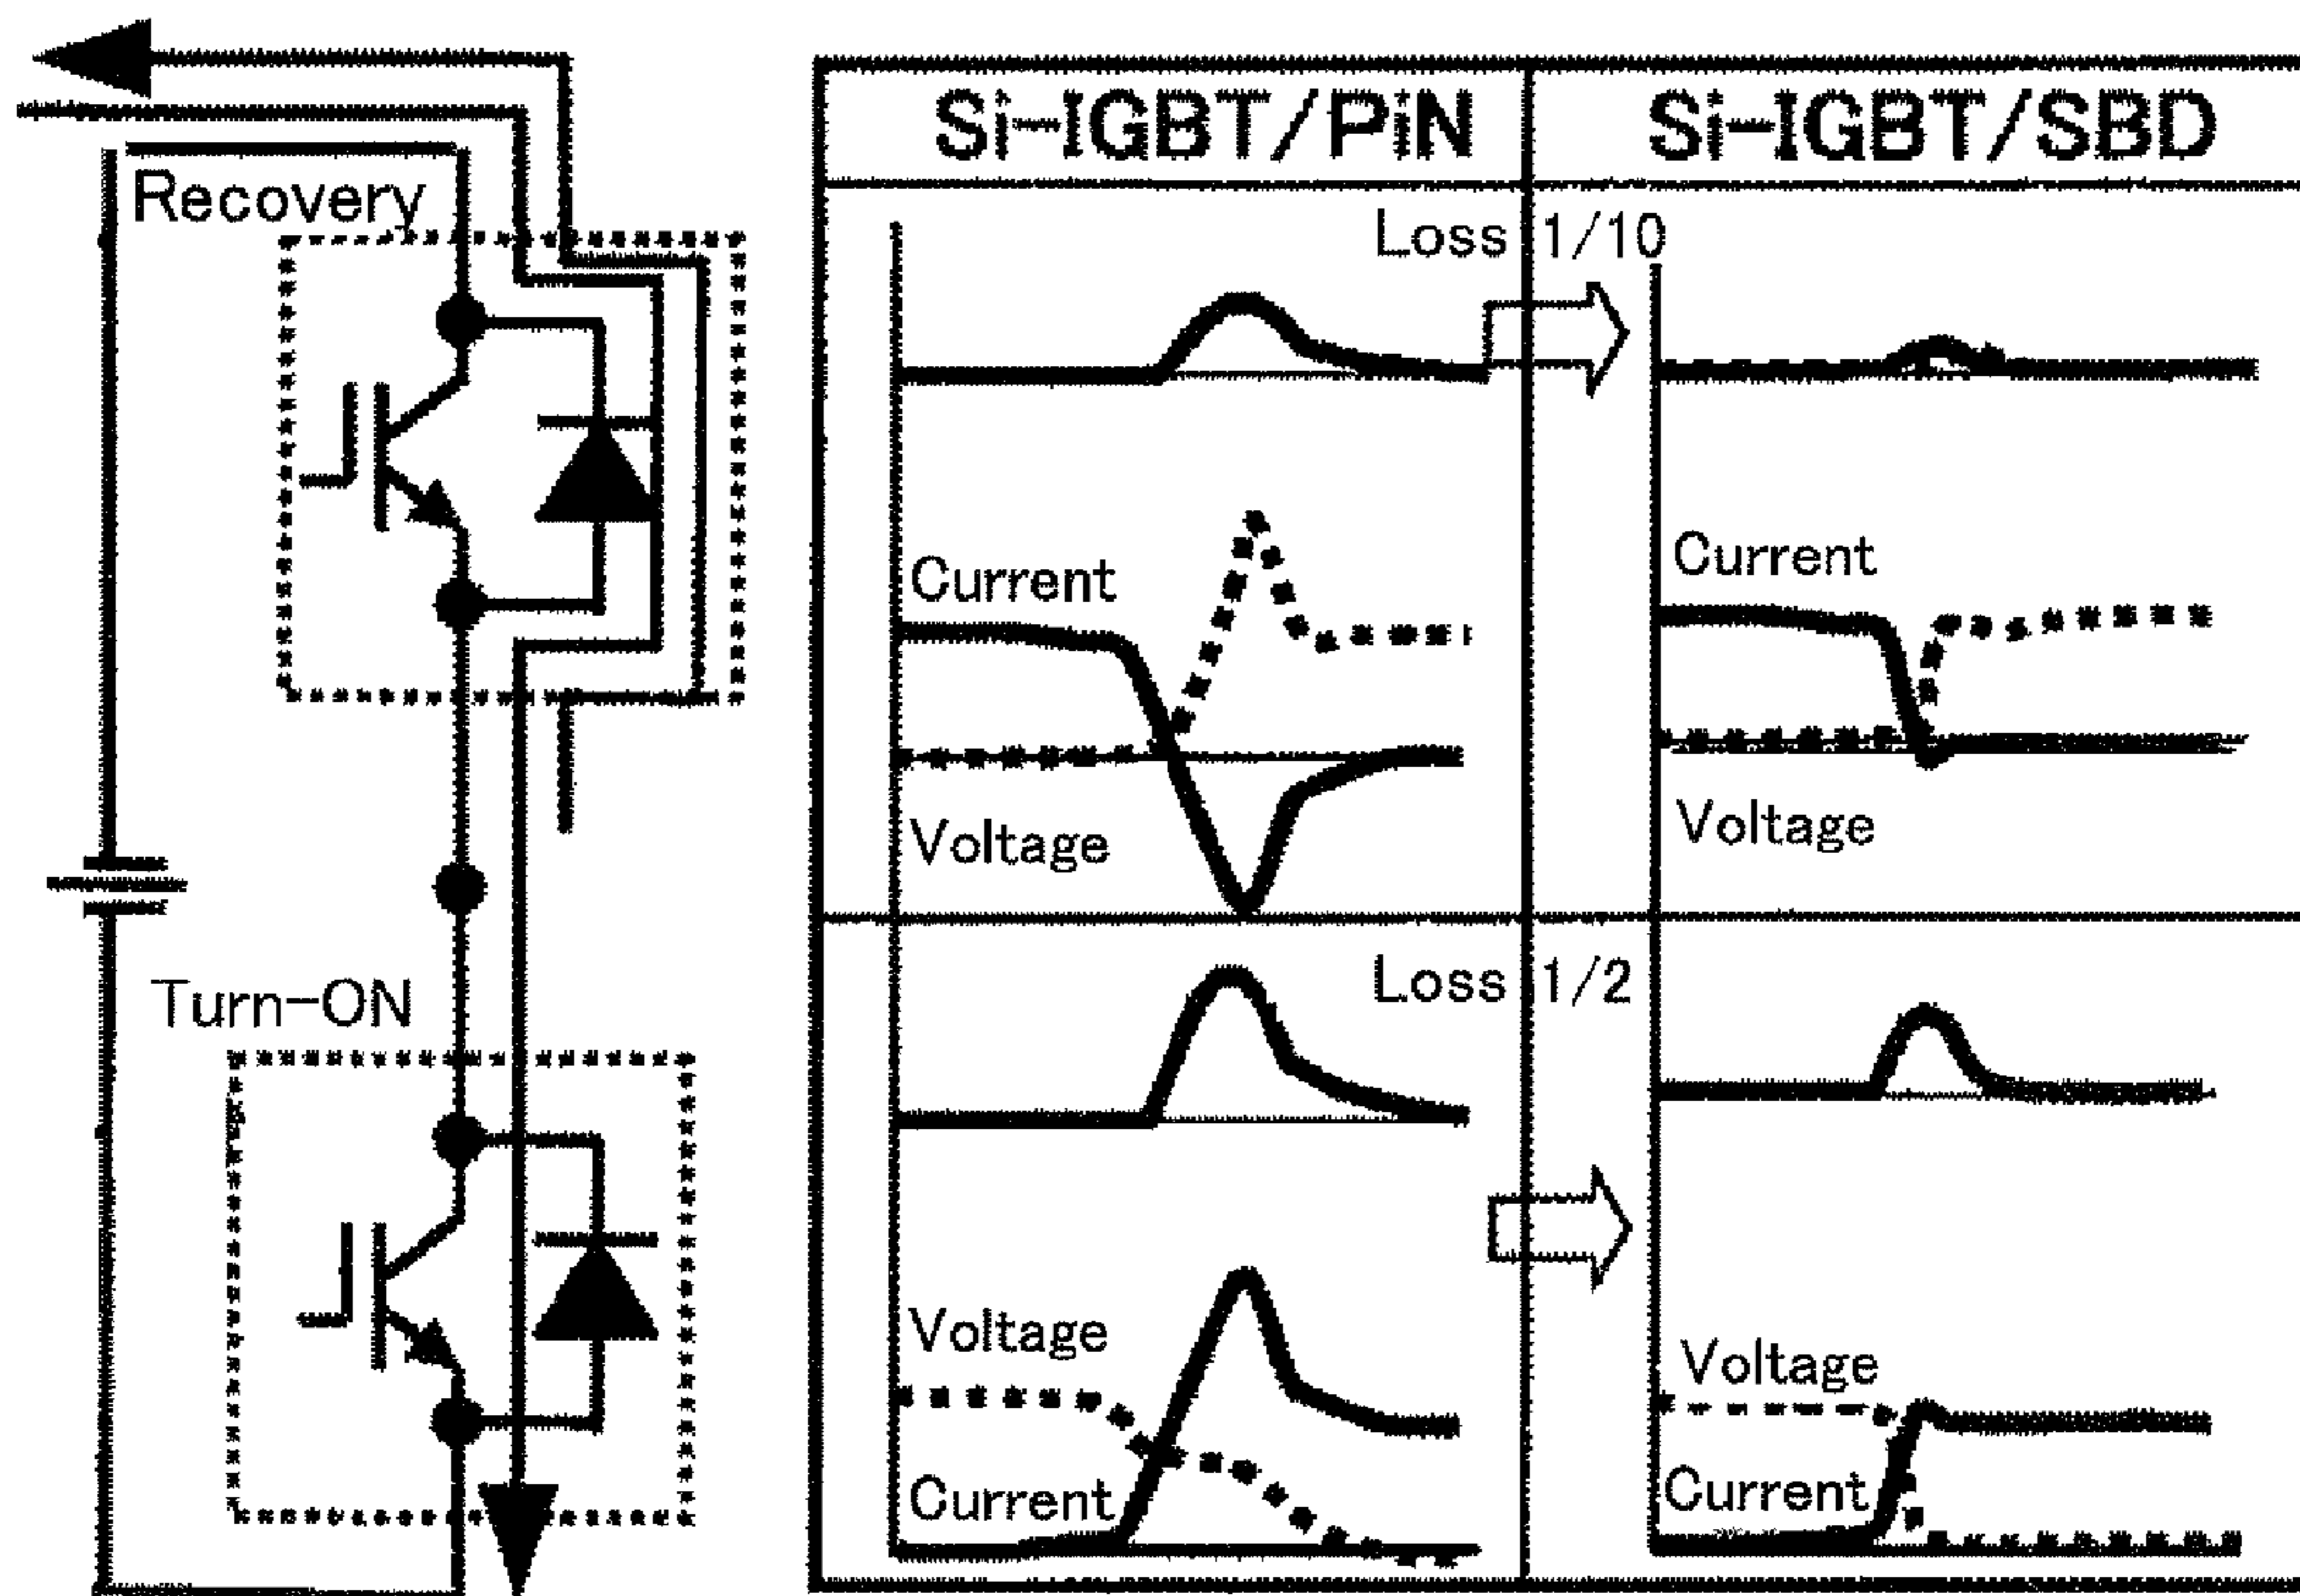 Recovery
Turn-ON
Si-IGBT/PiN
Si-IGBT/SBD
Loss 1/10
Current
Voltage
Current
Voltage
Loss 1/2
Voltage
Current
Voltage
Current